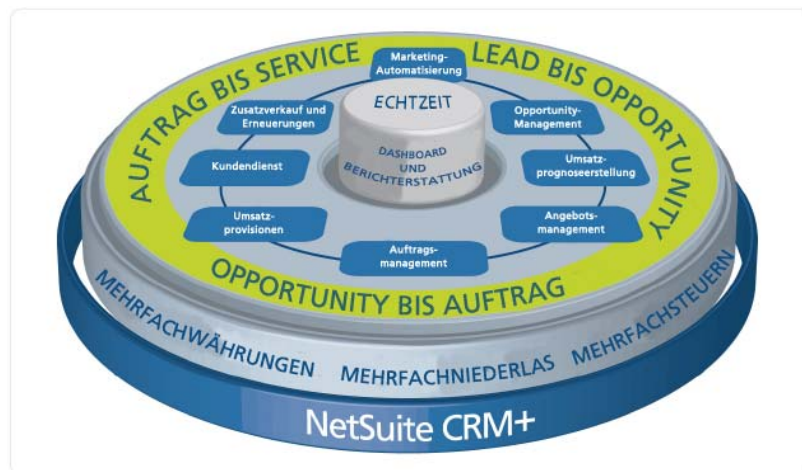 AUFTRAG BIS SERVICE
LEAD BIS OPPORTUNITY
Marketing-
Automatisierung
Zusatzverkauf und
Erneuerungen
ECHTZEIT
Opportunity-
Management
DASHBOARD
UND
BERICHTERSTATTUNG
Kundendienst
Umsatz-
prognoseerstellung
Umsatz-
provisionen
Angebots-
management
Auftrags-
management
OPPORTUNITY BIS AUFTRAG
MEHRFACHWÄHRUNGEN
MEHRFACHNIEDERLAS
MEHRFACHSTEUERN
NetSuite CRM+